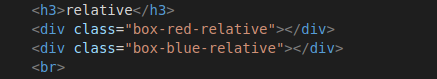 <h3>relative</h3>
<div class="box-red-relative"></div>
<div class="box-blue-relative"></div>
<br>